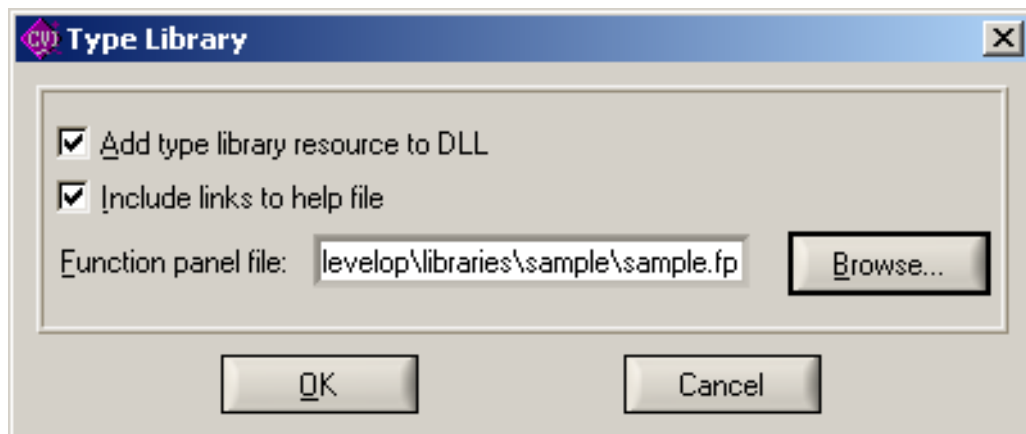 CVI Type Library
Add type library resource to DLL
Include links to help file
Function panel file: levelop\libraries\sample\sample.fp Browse...
OK Cancel